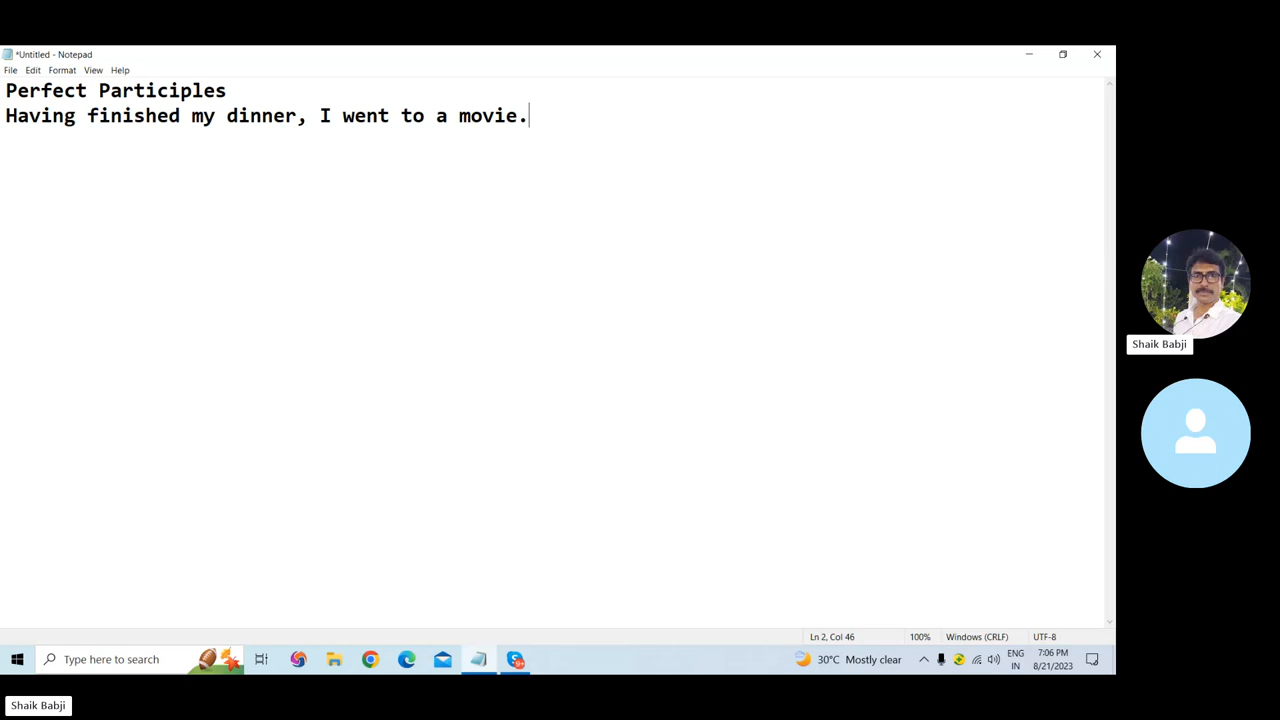 *Untitled - Notepad
File Edit Format View Help
Perfect Participles
Having finished my dinner, I went to a movie.
Shaik Babji
Ln 2, Col 46 100% Windows (CRLF) UTF-8
Type here to search
30°C Mostly clear
ENG
IN
7:06 PM
8/21/2023
Shaik Babji